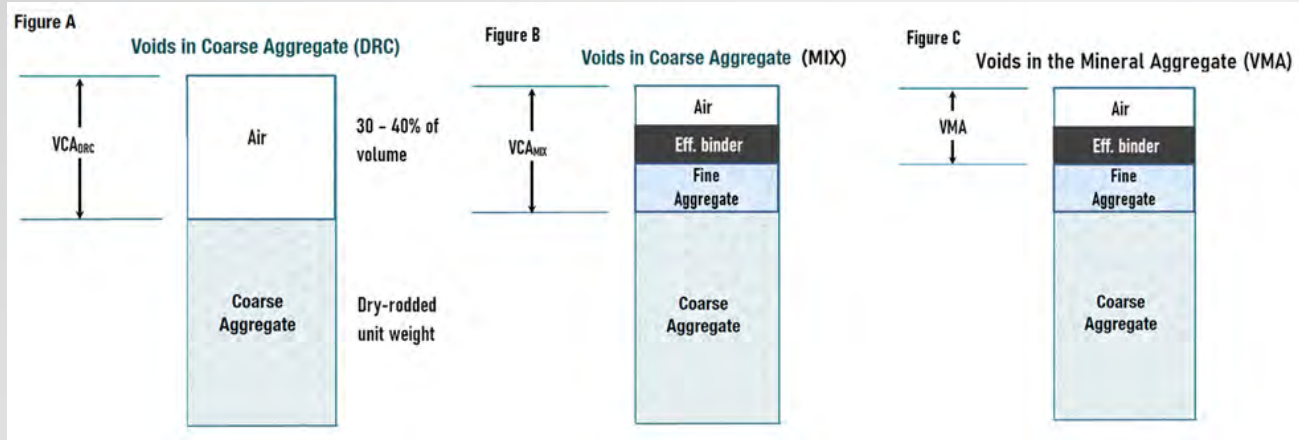 Figure A
Voids in Coarse Aggregate (DRC)
VCADRC
Air
30 - 40% of
volume
Coarse
Aggregate
Dry-rodded
unit weight
Figure B
Voids in Coarse Aggregate (MIX)
VCAMIX
Air
Eff. binder
Fine
Aggregate
Coarse
Aggregate
Figure C
Voids in the Mineral Aggregate (VMA)
VMA
Air
Eff. binder
Fine
Aggregate
Coarse
Aggregate